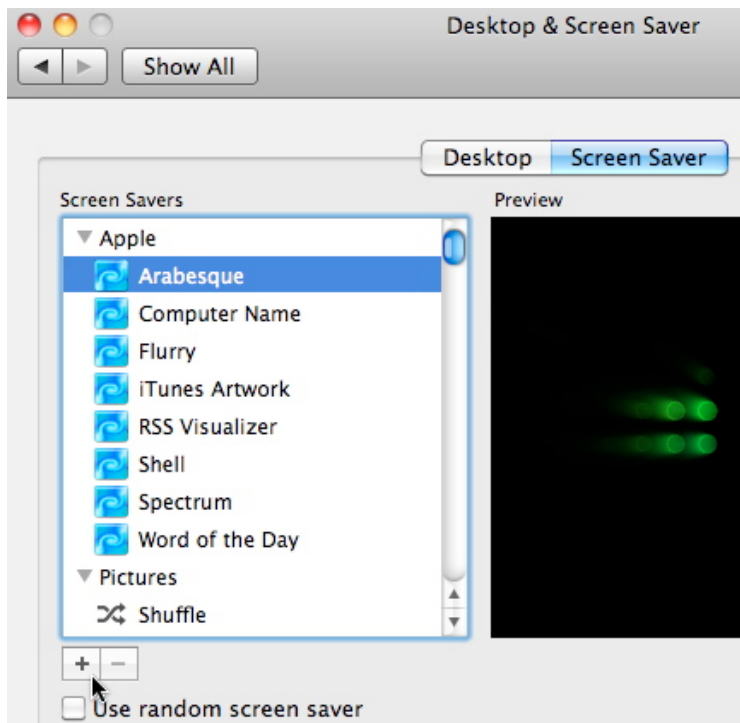 Desktop & Screen Saver
Show All
Desktop Screen Saver
Screen Savers
Preview
Apple
Arabesque
Computer Name
Flurry
iTunes Artwork
RSS Visualizer
Shell
Spectrum
Word of the Day
Pictures
Shuffle
+ −
Use random screen saver